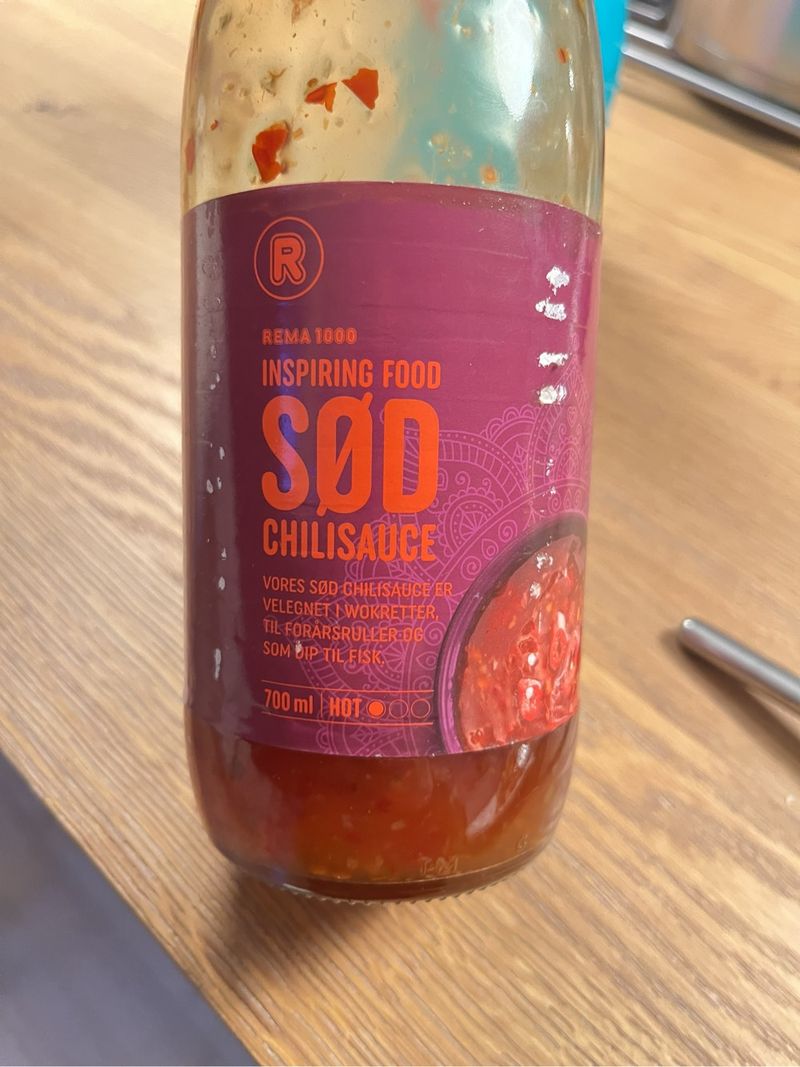 R
REMA 1000
INSPIRING FOOD
SØD
CHILISAUCE
VORES SØD CHILISAUCE ER
VELEGNET I WOKRETTER,
TIL FORÅRSRULLER OG
SOM DIP TIL FISK.
700 ml HOT